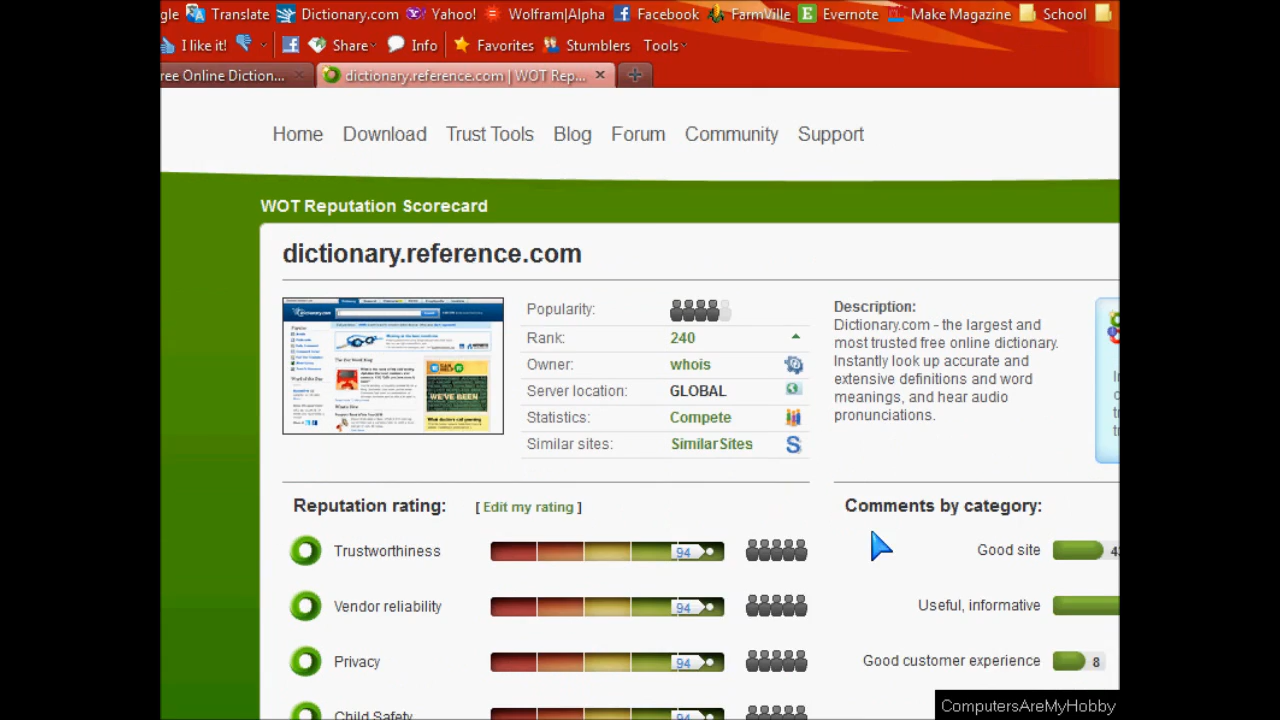 gle Translate Dictionary.com Yahoo! Wolfram|Alpha Facebook FarmVille Evernote Make Magazine School
I like it! Share Info Favorites Stumblers Tools
ree Online Diction... dictionary.reference.com | WOT Rep...
Home Download Trust Tools Blog Forum Community Support
WOT Reputation Scorecard
dictionary.reference.com
Popularity:
Rank: 240
Owner: whois
Server location: GLOBAL
Statistics: Compete
Similar sites: SimilarSites
Description:
Dictionary.com - the largest and
most trusted free online dictionary.
Instantly look up accurate and
extensive definitions and word
meanings, and hear audio
pronunciations.
Reputation rating: [ Edit my rating ]
Trustworthiness 94
Vendor reliability 94
Privacy 94
Child Safety 94
Comments by category:
Good site
Useful, informative
Good customer experience 8
ComputersAreMyHobby